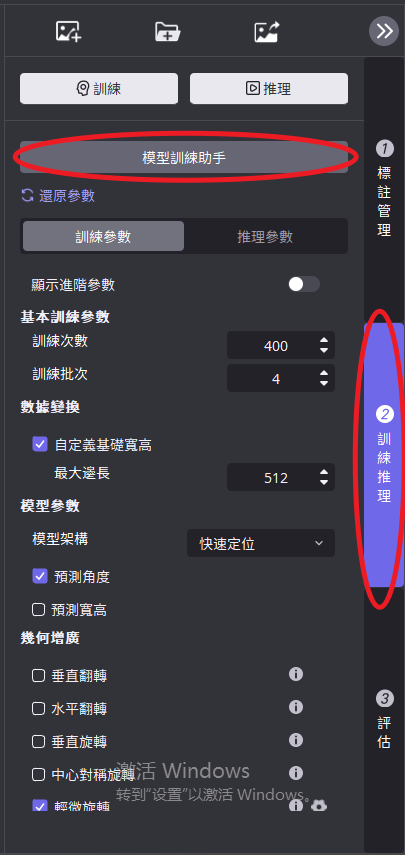 訓練
推理
模型訓練助手
還原參數
訓練參數
推理參數
顯示進階參數
基本訓練參數
訓練次數
400
訓練批次
4
數據變換
自定義基礎寬高
最大邊長
512
模型參數
模型架構
快速定位
預測角度
預測寬高
幾何增廣
垂直翻轉
水平翻轉
垂直旋轉
中心對稱旋轉
輕微旋轉
激活 Windows
转到“设置”以激活 Windows。
1
標註管理
2
訓練推理
3
評估